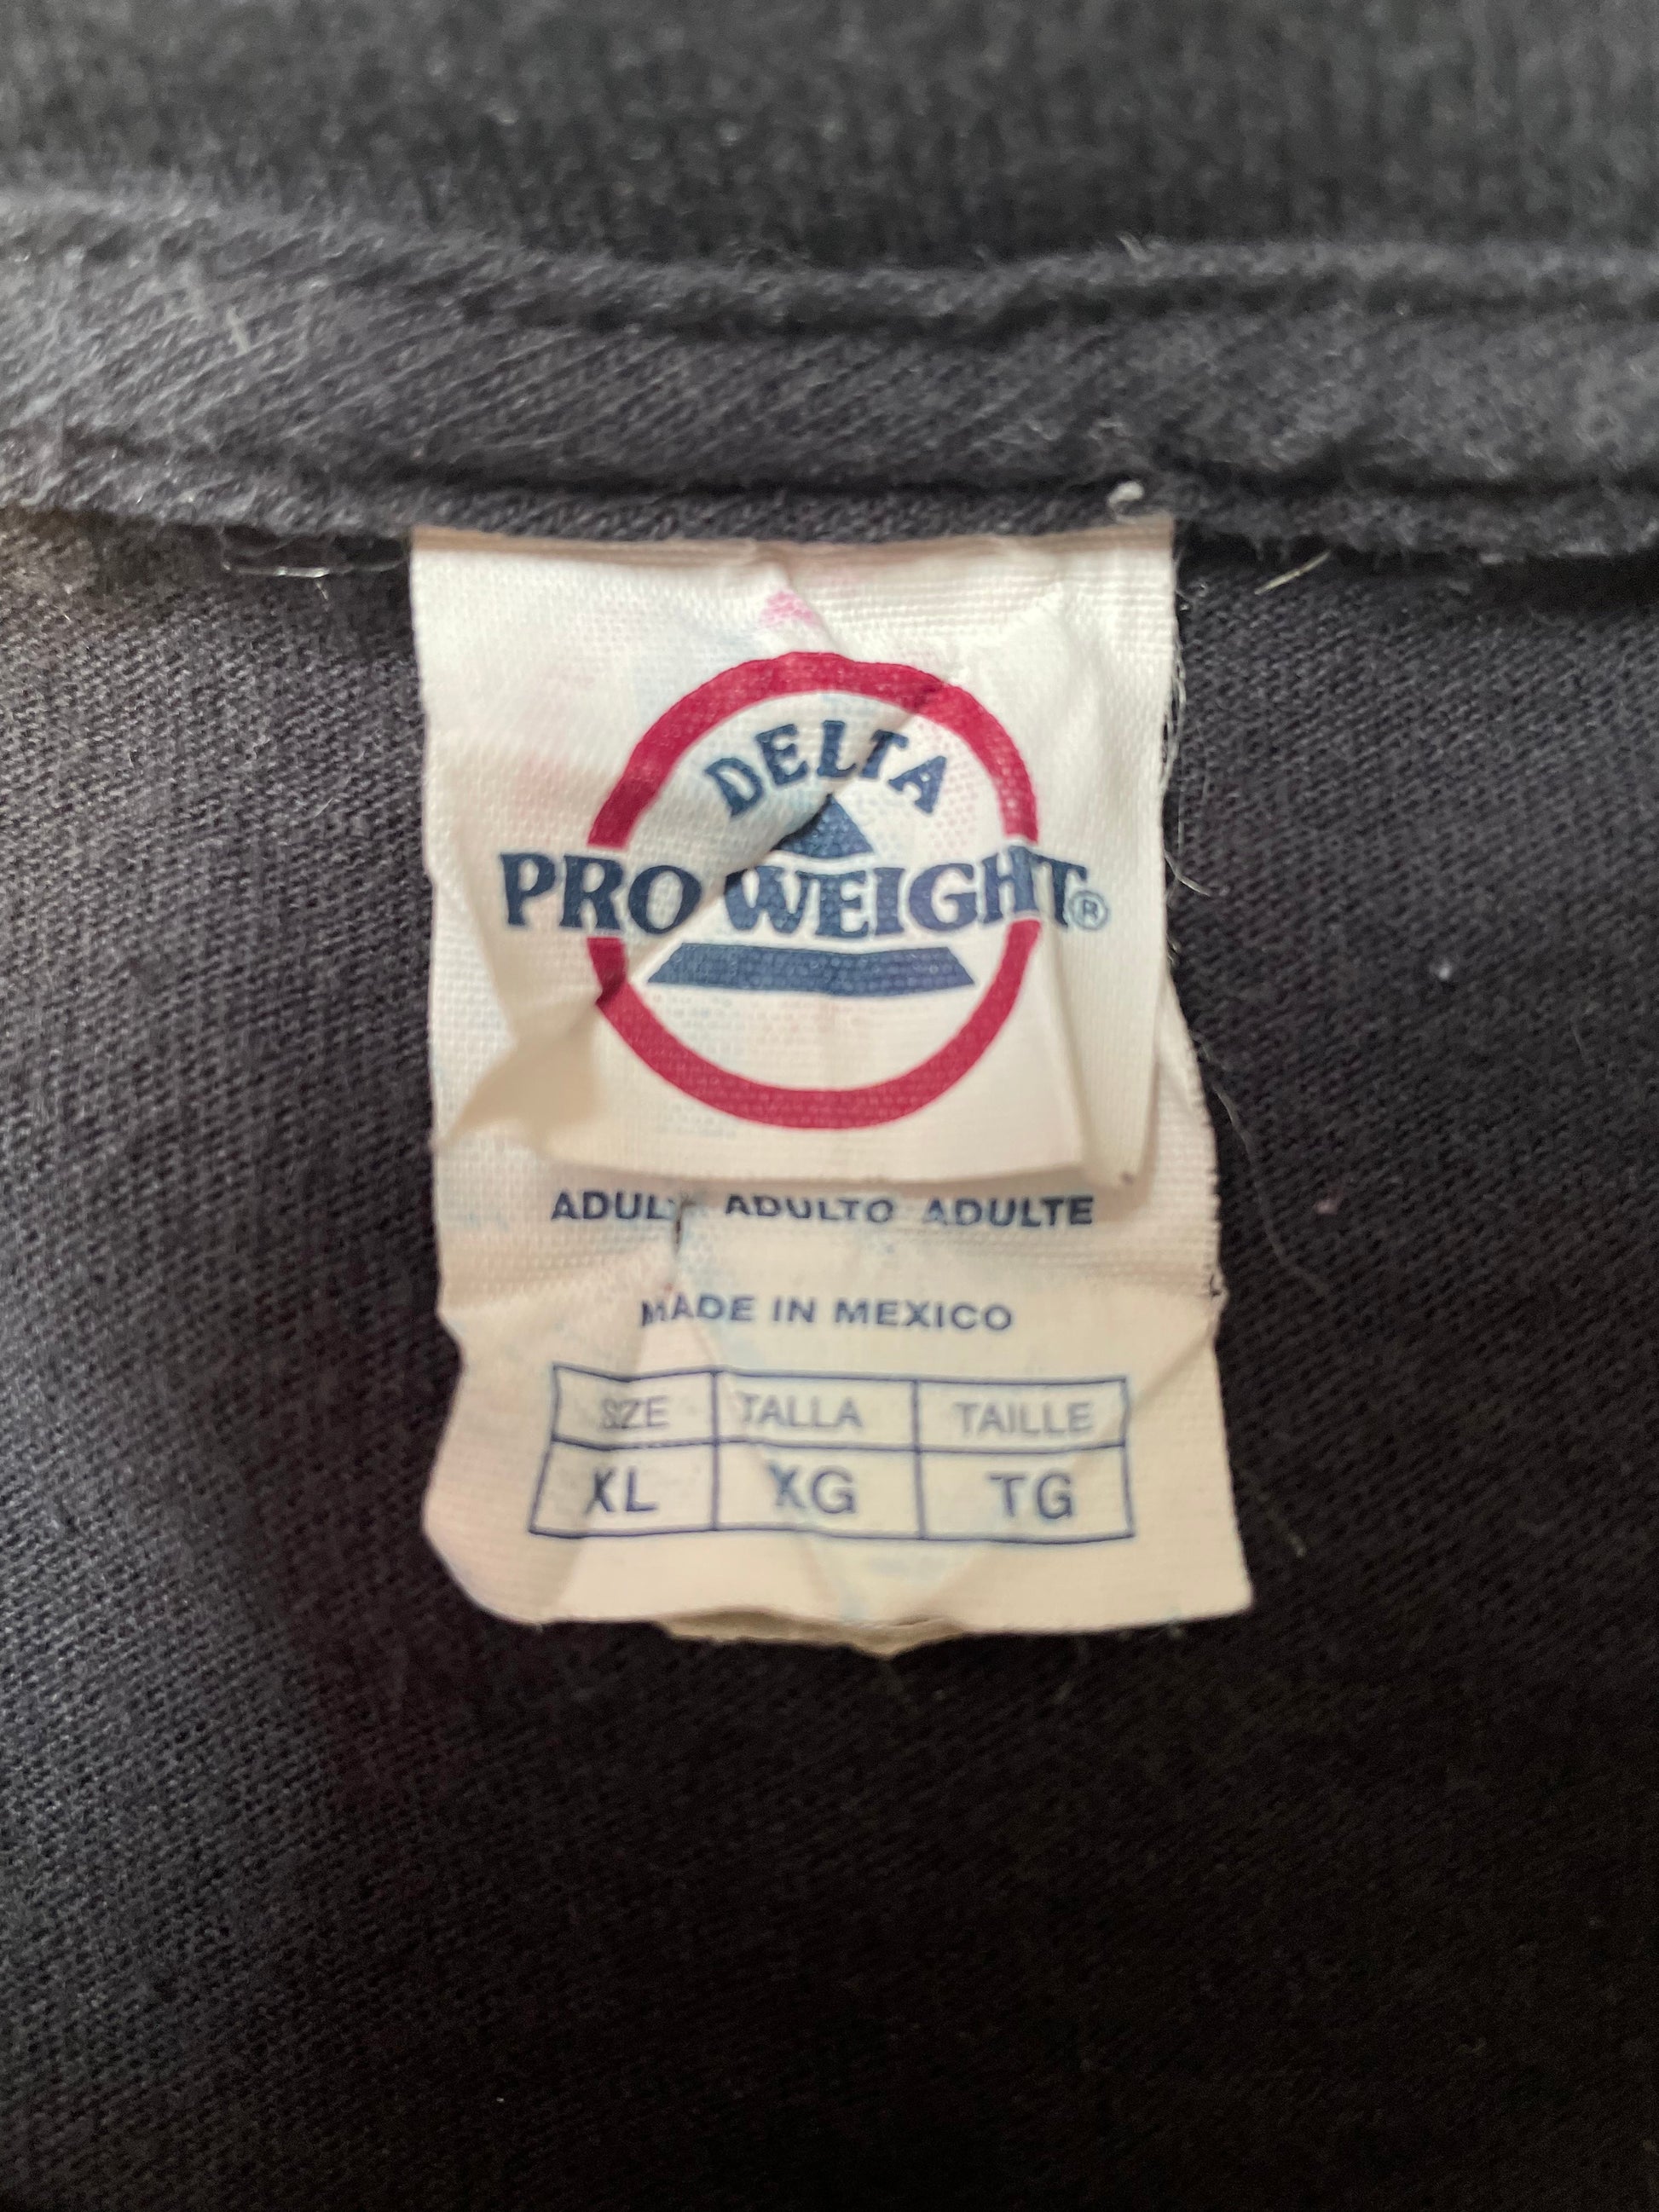 DELTA
PRO WEIGHT®
ADULT ADULTO ADULTE
MADE IN MEXICO
SIZE TALLA TAILLE
XL XG TG